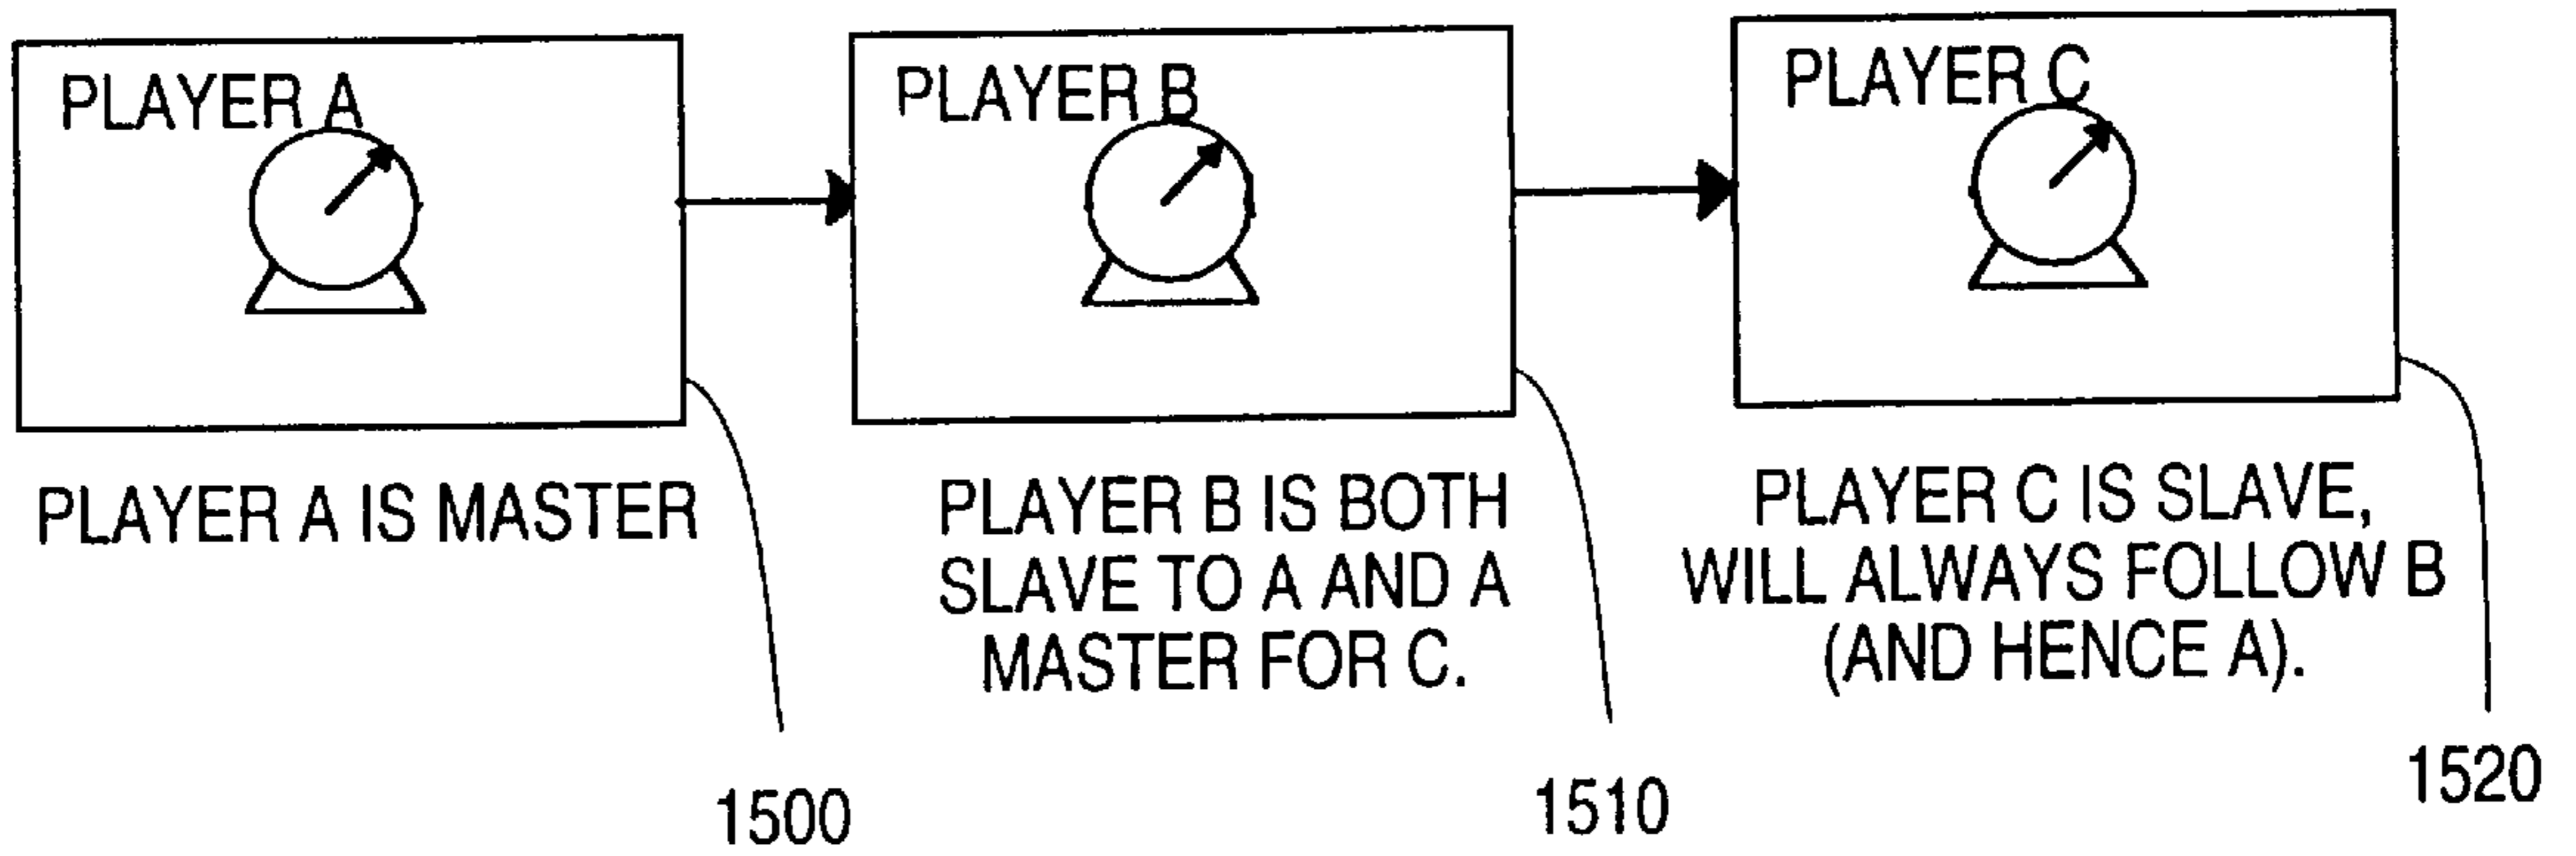 PLAYER A
PLAYER B
PLAYER C
PLAYER A IS MASTER
PLAYER B IS BOTH
SLAVE TO A AND A
MASTER FOR C.
PLAYER C IS SLAVE,
WILL ALWAYS FOLLOW B
(AND HENCE A).
1500
1510
1520